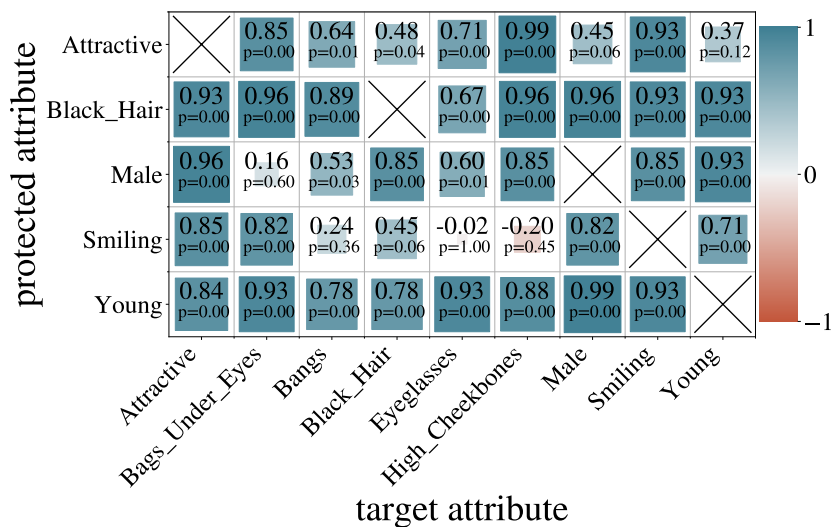 protected attribute
Attractive
0.85 0.64 0.48 0.71 0.99 0.45 0.93 0.37
p=0.00 p=0.01 p=0.04 p=0.00 p=0.00 p=0.06 p=0.00 p=0.12
Black_Hair
0.93 0.96 0.89 0.67 0.96 0.96 0.93 0.93
p=0.00 p=0.00 p=0.00 p=0.00 p=0.00 p=0.00 p=0.00 p=0.00
Male
0.96 0.16 0.53 0.85 0.60 0.85 0.85 0.93
p=0.00 p=0.60 p=0.03 p=0.00 p=0.01 p=0.00 p=0.00 p=0.00
Smiling
0.85 0.82 0.24 0.45 -0.02 -0.20 0.82 0.71
p=0.00 p=0.00 p=0.36 p=0.06 p=1.00 p=0.45 p=0.00 p=0.00
Young
0.84 0.93 0.78 0.78 0.93 0.88 0.99 0.93
p=0.00 p=0.00 p=0.00 p=0.00 p=0.00 p=0.00 p=0.00 p=0.00
1
0
−1
Attractive
Bags_Under_Eyes
Bangs
Black_Hair
Eyeglasses
High_Cheekbones
Male
Smiling
Young
target attribute